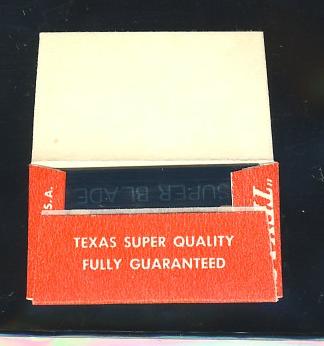 SUPER BLADE
S.A.
TEXAS SUPER QUALITY
FULLY GUARANTEED